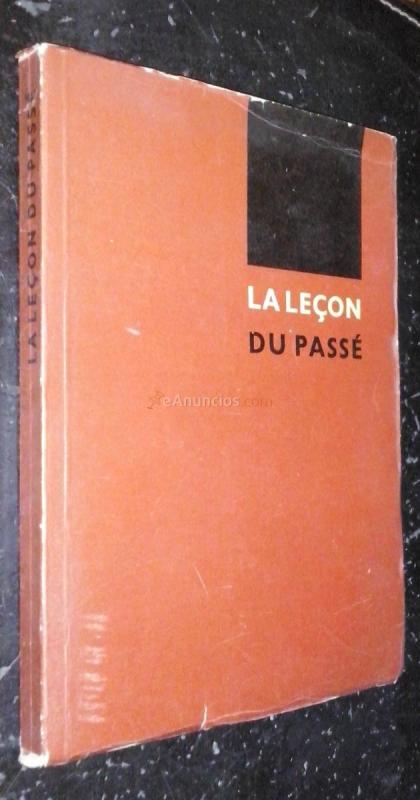 LA LEÇON DU PASSÉ
LA LEÇON
DU PASSÉ
eAnuncios.com